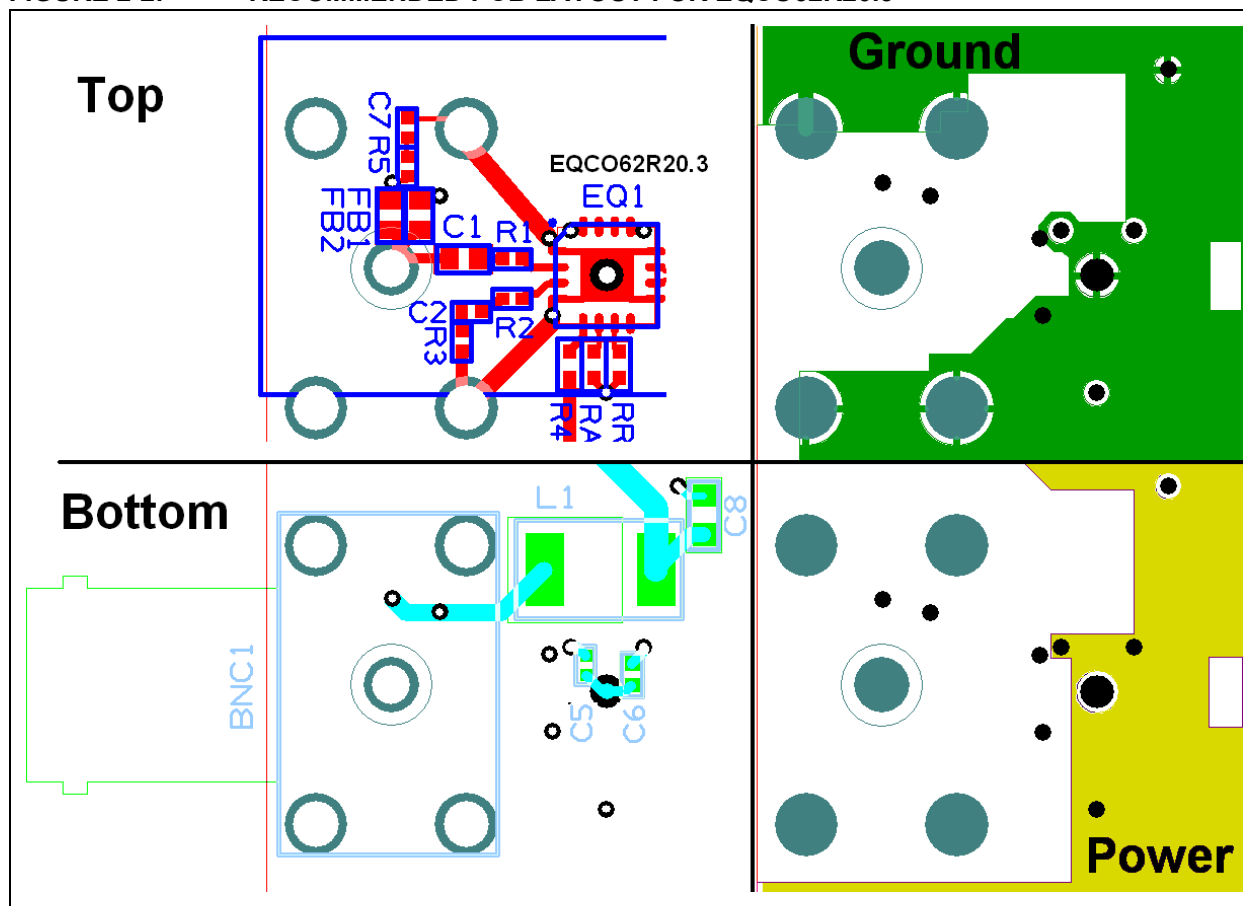 Top
C7
R5
FB1
FB2
C1
R1
EQCO62R20.3
EQ1
C2
R2
R3
R4
RA
RR
Ground
Bottom
L1
C8
BNC1
C5
C6
Power